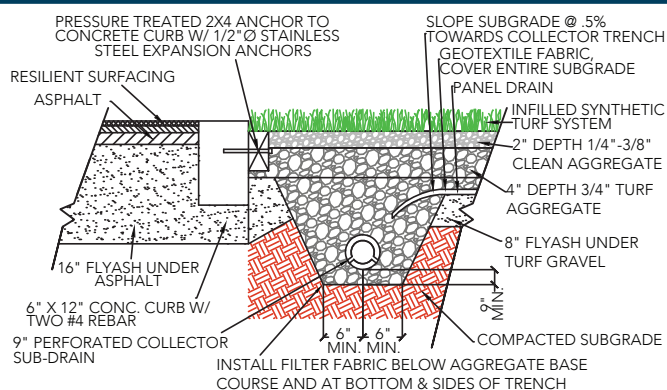 PRESSURE TREATED 2X4 ANCHOR TO
CONCRETE CURB W/ 1/2"Ø STAINLESS
STEEL EXPANSION ANCHORS
RESILIENT SURFACING
ASPHALT
SLOPE SUBGRADE @ .5%
TOWARDS COLLECTOR TRENCH
GEOTEXTILE FABRIC,
COVER ENTIRE SUBGRADE
PANEL DRAIN
INFILLED SYNTHETIC
TURF SYSTEM
2" DEPTH 1/4"-3/8"
CLEAN AGGREGATE
4" DEPTH 3/4" TURF
AGGREGATE
8" FLYASH UNDER
TURF GRAVEL
16" FLYASH UNDER
ASPHALT
6" X 12" CONC. CURB W/
TWO #4 REBAR
9" PERFORATED COLLECTOR
SUB-DRAIN
6" 6"
MIN. MIN.
9"
MIN.
COMPACTED SUBGRADE
INSTALL FILTER FABRIC BELOW AGGREGATE BASE
COURSE AND AT BOTTOM & SIDES OF TRENCH